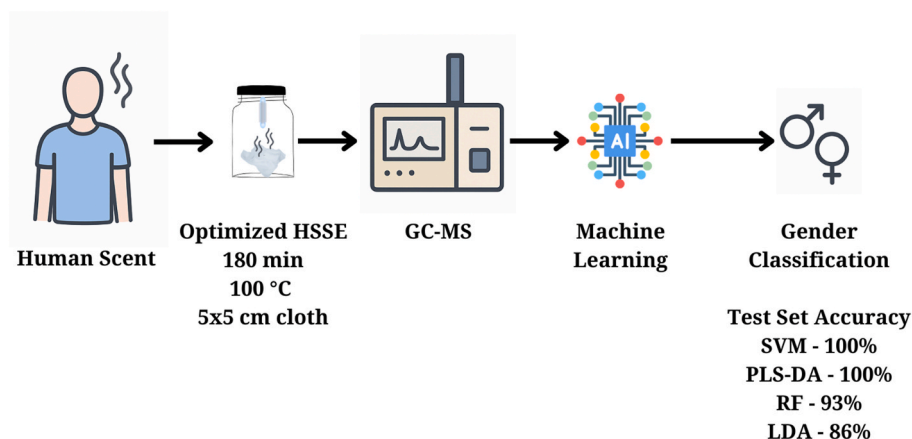 AI
Human Scent
Optimized HSSE
180 min
100 °C
5x5 cm cloth
GC-MS
Machine
Learning
Gender
Classification
Test Set Accuracy
SVM - 100%
PLS-DA - 100%
RF - 93%
LDA - 86%